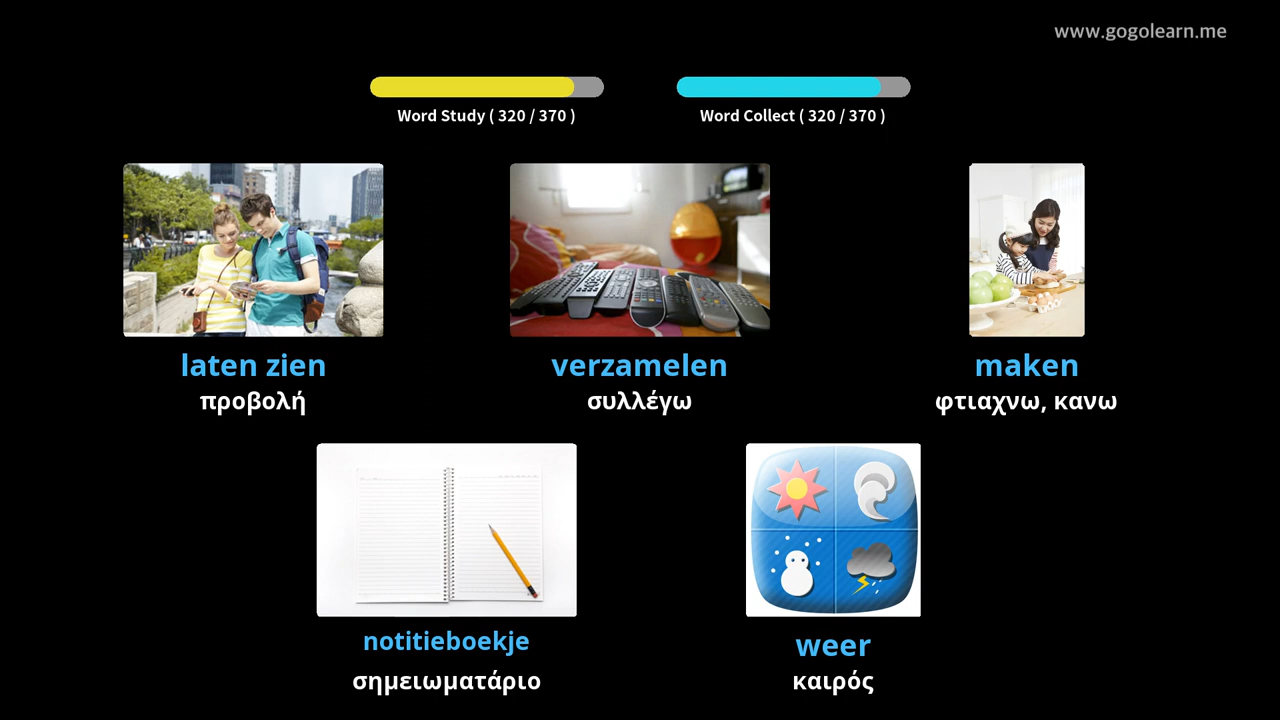 www.gogolearn.me
Word Study ( 320 / 370 )
Word Collect ( 320 / 370 )
laten zien
προβολή
verzamelen
συλλέγω
maken
φτιαχνω, κανω
notitieboekje
σημειωματάριο
weer
καιρός